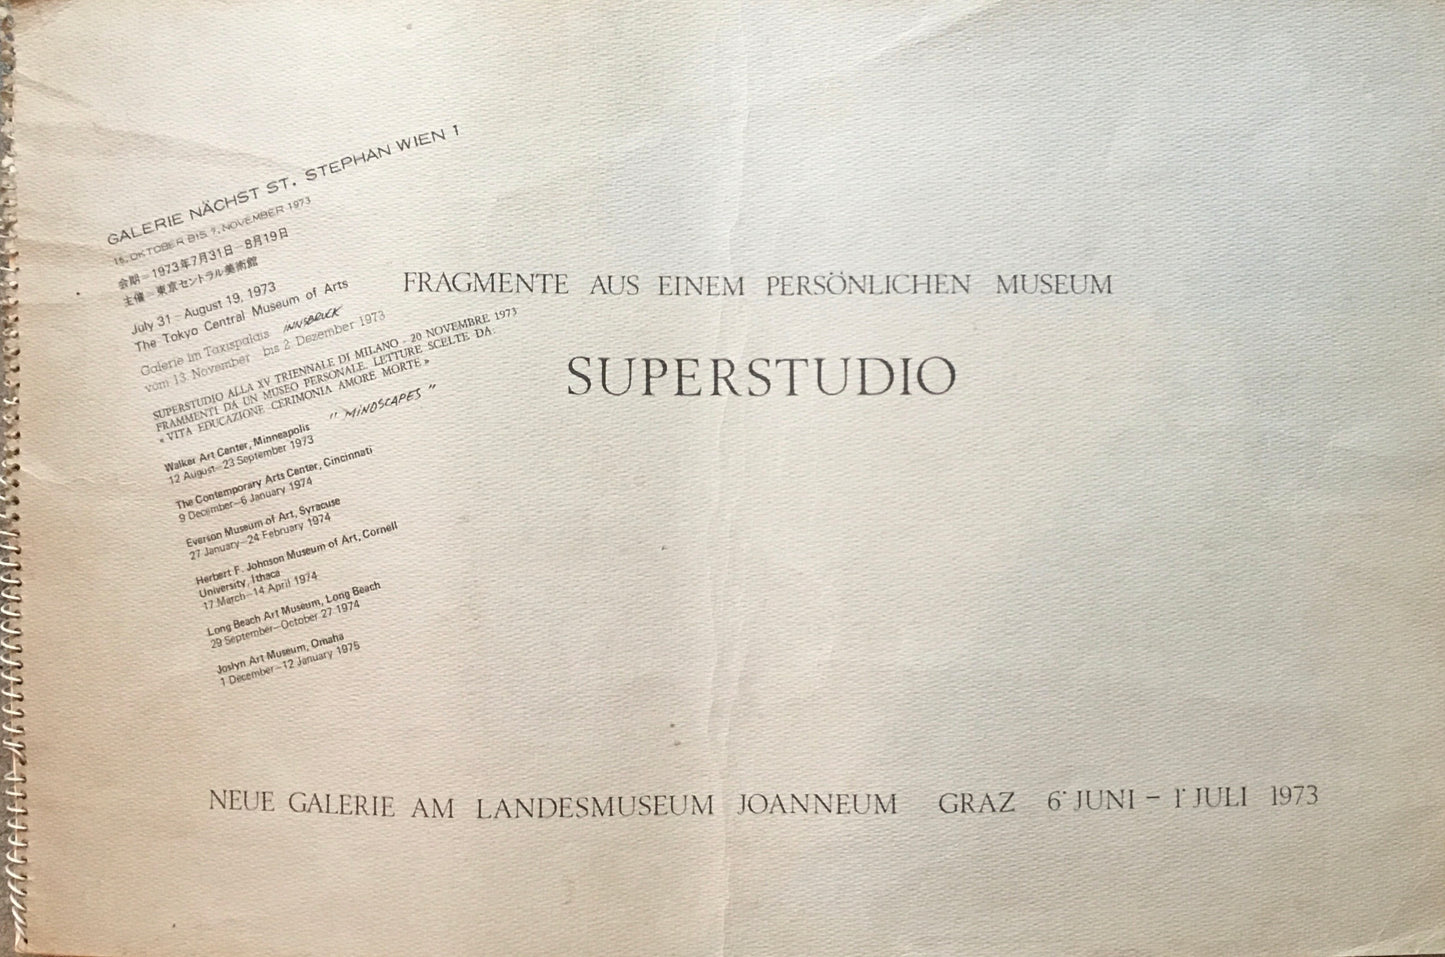 GALERIE NÄCHST ST. STEPHAN WIEN 1
15. OKTOBER BIS 7. NOVEMBER 1973
会期=1973年7月31日-8月19日
主催=東京セントラル美術館
July 31-August 19, 1973
The Tokyo Central Museum of Arts
Galerie im Taxispalais INNSBRUCK
vom 13. November bis 2. Dezember 1973
SUPERSTUDIO ALLA XV TRIENNALE DI MILANO - 20 NOVEMBRE 1973
FRAMMENTI DA UN MUSEO PERSONALE. LETTURE SCELTE DA:
« VITA EDUCAZIONE CERIMONIA AMORE MORTE »
"MINDSCAPES"
Walker Art Center, Minneapolis
12 August-23 September 1973
The Contemporary Arts Center, Cincinnati
9 December-6 January 1974
Everson Museum of Art, Syracuse
27 January-24 February 1974
Herbert F. Johnson Museum of Art, Cornell
University, Ithaca
17 March-14 April 1974
Long Beach Art Museum, Long Beach
29 September-October 27 1974
Joslyn Art Museum, Omaha
1 December-12 January 1975
FRAGMENTE AUS EINEM PERSÖNLICHEN MUSEUM
SUPERSTUDIO
NEUE GALERIE AM LANDESMUSEUM JOANNEUM GRAZ 6· JUNI - 1· JULI 1973